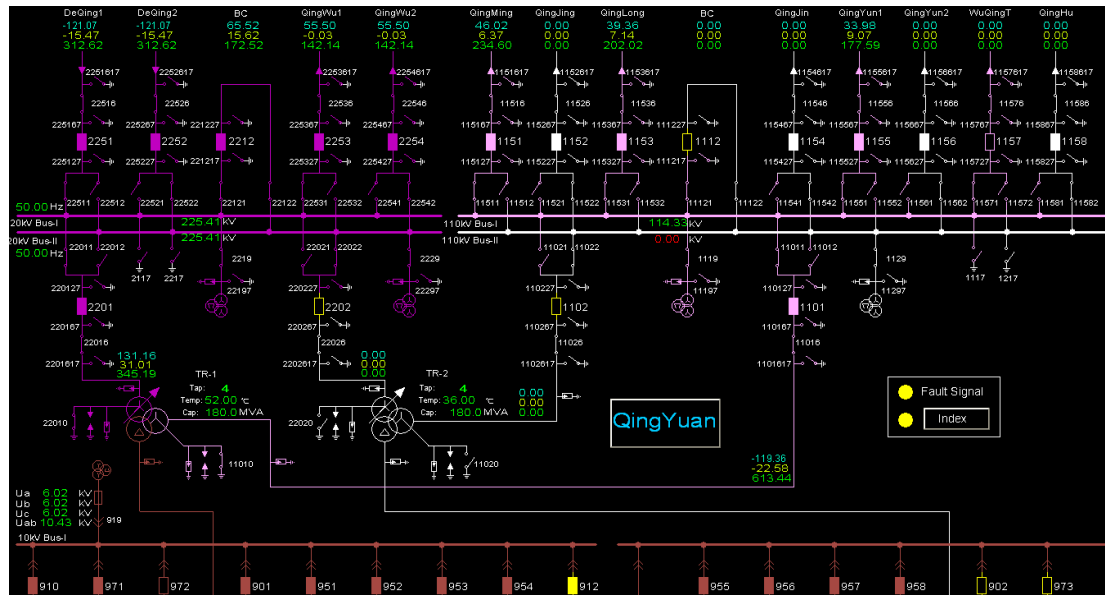 DeQing1 DeQing2 BC QingWu1 QingWu2 QingMing QingJing QingLong BC QingJin QingYun1 QingYun2 WuQingT QingHu
-121.07 -121.07 65.52 55.50 55.50 46.02 0.00 39.36 0.00 0.00 33.98 0.00 0.00 0.00
-15.47 -15.47 15.62 -0.03 -0.03 6.37 0.00 7.14 0.00 0.00 9.07 0.00 0.00 0.00
312.62 312.62 172.52 142.14 142.14 234.60 0.00 202.02 0.00 0.00 177.59 0.00 0.00 0.00
2251617 2252617 2253617 2254617 1151617 1152617 1153617 1154617 1155617 1156617 1157617 1158617
22516 22526 22536 22546 11516 11526 11536 11546 11556 11566 11576 11586
225167 225267 221227 225367 225467 115167 115267 115367 111227 115467 115567 115667 115767 115867
2251 2252 2212 2253 2254 1151 1152 1153 1112 1154 1155 1156 1157 1158
225127 225227 221217 225327 225427 115127 115227 115327 111217 115427 115527 115627 115727 115827
22511 22512 22521 22522 22121 22122 22531 22532 22541 22542 11511 11512 11521 11522 11531 11532 11121 11122 11541 11542 11551 11552 11561 11562 11571 11572 11581 11582
50.00 Hz
20kV Bus-I 225.41 kV 110kV Bus-I 114.33 kV
20kV Bus-II 225.41 kV 110kV Bus-II 0.00 kV
50.00 Hz
22011 22012 2219 22021 22022 2229 11021 11022 1119 11011 11012 1129
2117 2217 1117 1217
220127 22197 220227 22297 110227 11197 110127 11297
2201 2202 1102 1101
220167 220267 110267 110167
22016 22026 11026 11016
2201617 2202617 1102617 1101617
131.16 0.00
31.01 0.00
345.19 0.00
TR-1 TR-2
Tap: 4 Tap: 4 0.00
Temp: 52.00 ℃ Temp: 36.00 ℃ 0.00
Cap: 180.0 MVA Cap: 180.0 MVA 0.00
Fault Signal
Index
QingYuan
22010 22020
11010 11020
-119.36
-22.58
613.44
Ua 6.02 kV
Ub 6.02 kV
Uc 6.02 kV
Uab 10.43 kV 919
10kV Bus-I
910 971 972 901 951 952 953 954 912 955 956 957 958 902 973